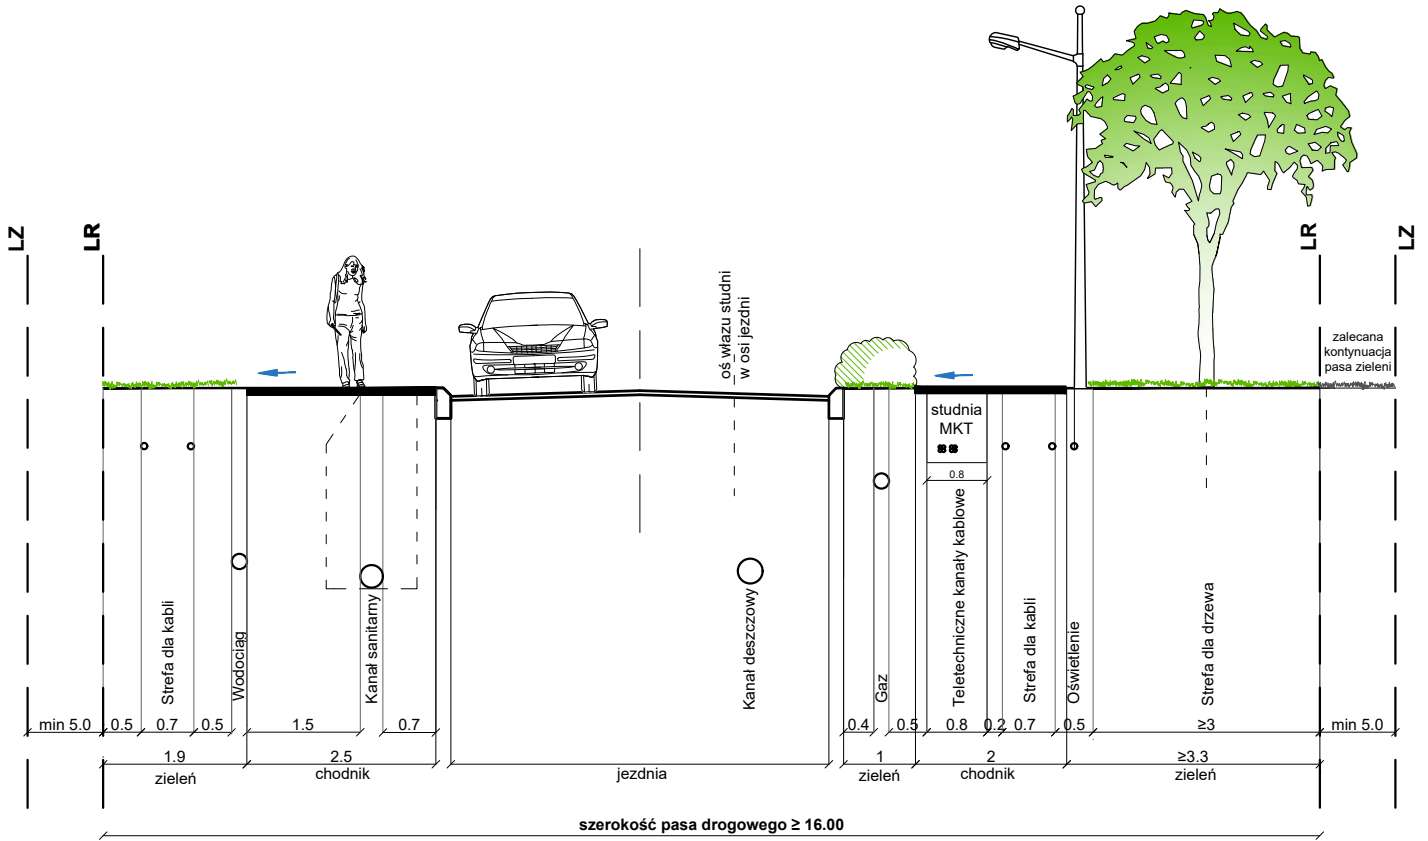 LZ
LR
LR
LZ
oś włazu studni
w osi jezdni
zalecana
kontynuacja
pasa zieleni
studnia
MKT
0.8
Strefa dla kabli
Wodociąg
Kanał sanitarny
Kanał deszczowy
Gaz
Teletechniczne kanały kablowe
Strefa dla kabli
Oświetlenie
Strefa dla drzewa
min 5.0
0.5
0.7
0.5
1.5
0.7
0.4
0.5
0.8
0.2
0.7
0.5
≥3
min 5.0
1.9
zieleń
2.5
chodnik
jezdnia
1
zieleń
2
chodnik
≥3.3
zieleń
szerokość pasa drogowego ≥ 16.00